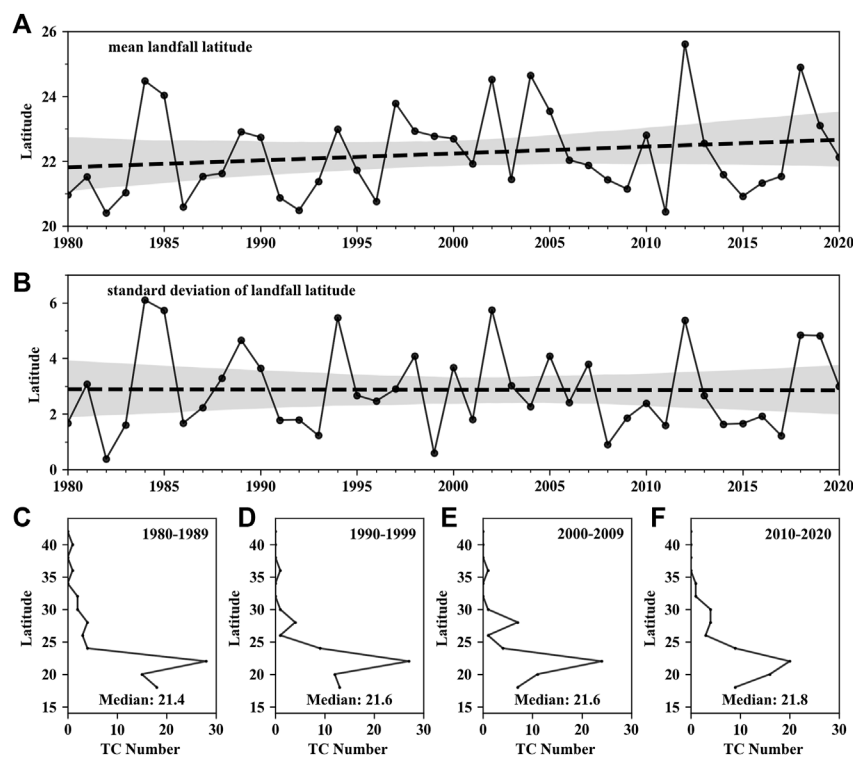 A
mean landfall latitude
Latitude
26
24
22
20
1980 1985 1990 1995 2000 2005 2010 2015 2020
B
standard deviation of landfall latitude
Latitude
6
4
2
0
1980 1985 1990 1995 2000 2005 2010 2015 2020
C
1980-1989
Latitude
40
35
30
25
20
15
Median: 21.4
0 10 20 30
TC Number
D
1990-1999
Latitude
40
35
30
25
20
15
Median: 21.6
0 10 20 30
TC Number
E
2000-2009
Latitude
40
35
30
25
20
15
Median: 21.6
0 10 20 30
TC Number
F
2010-2020
Latitude
40
35
30
25
20
15
Median: 21.8
0 10 20 30
TC Number